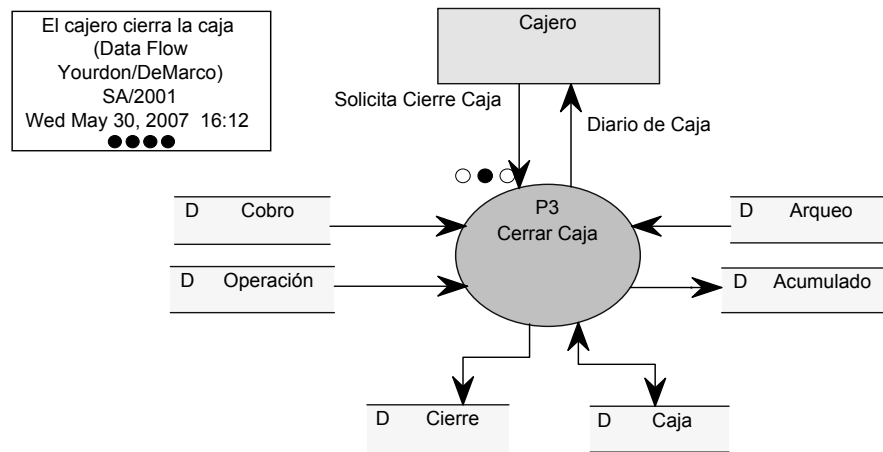 El cajero cierra la caja
(Data Flow
Yourdon/DeMarco)
SA/2001
Wed May 30, 2007 16:12
Cajero
Solicita Cierre Caja
Diario de Caja
P3
Cerrar Caja
D Cobro
D Arqueo
D Operación
D Acumulado
D Cierre
D Caja